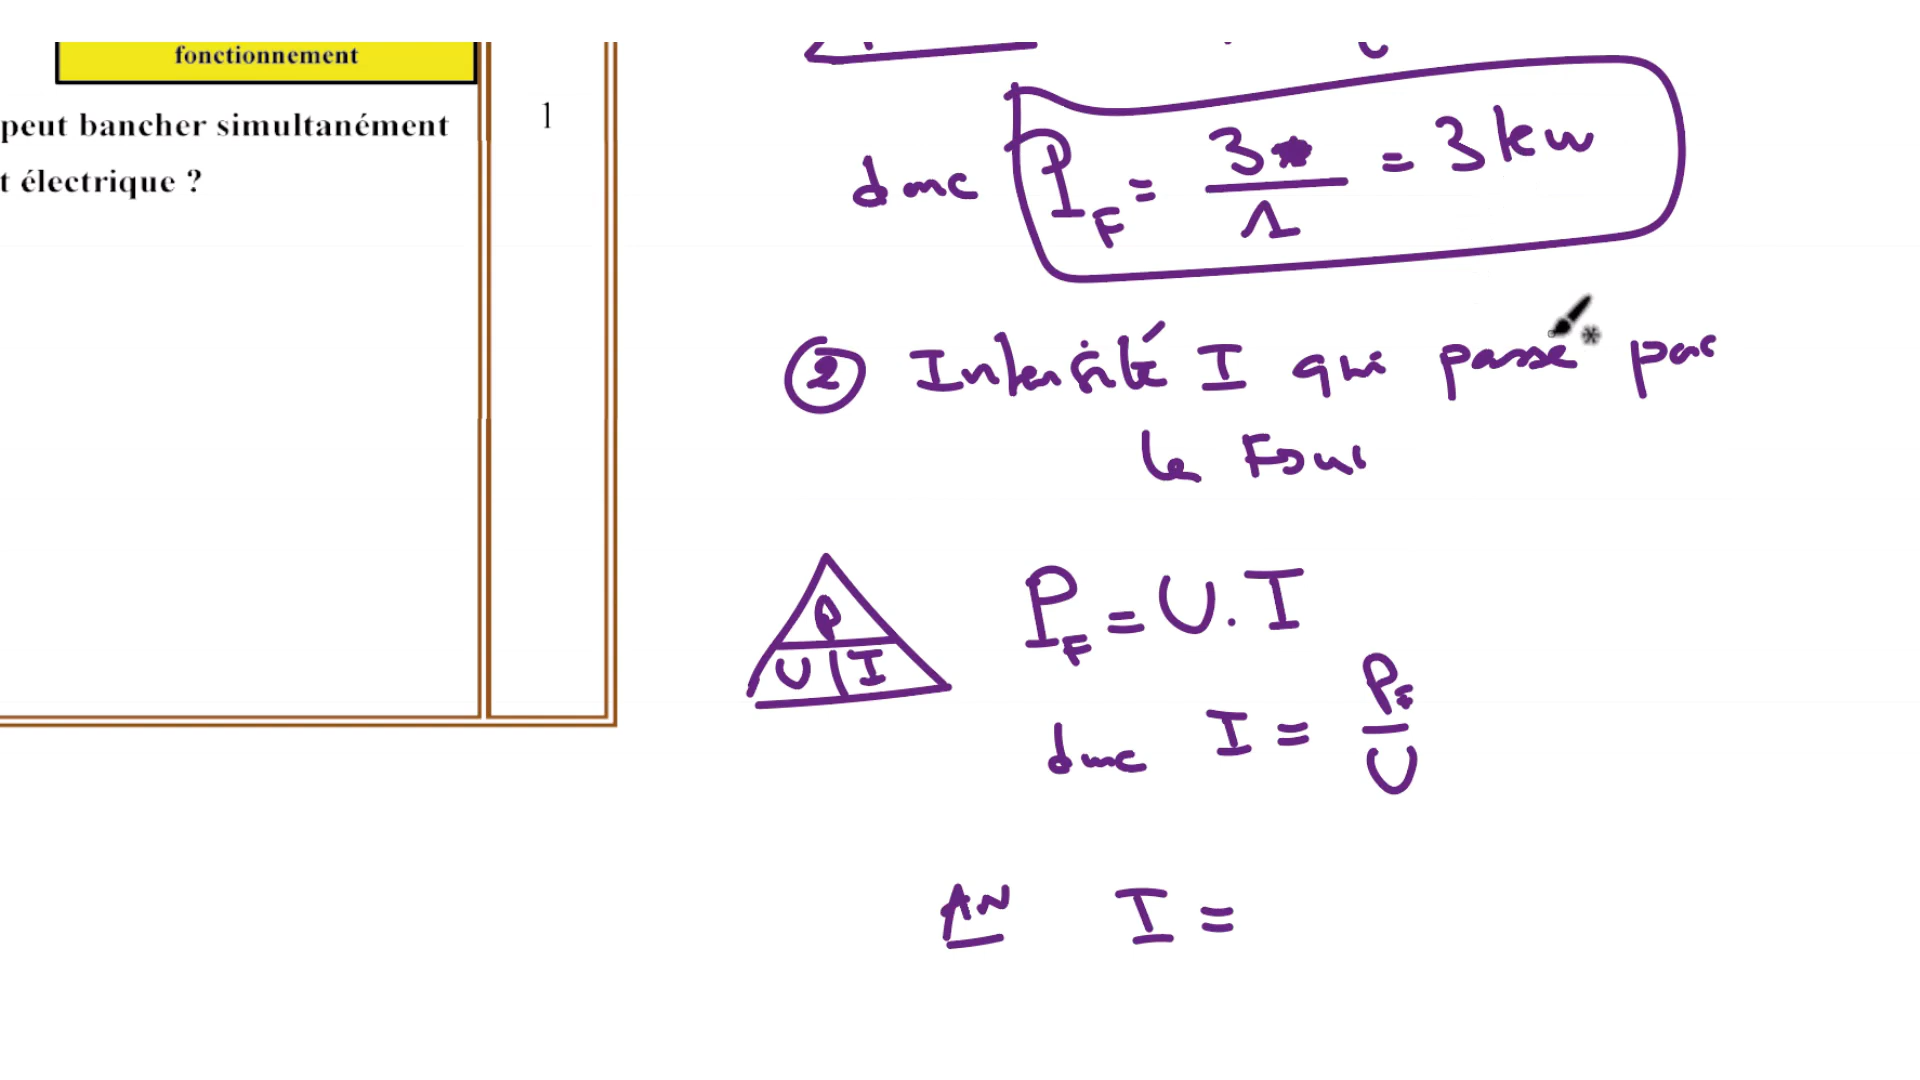 fonctionnement
peut bancher simultanément
t électrique ?
1
donc P_F = 3/1 = 3 kw
② Intensité I qui passe par
le Four
P
U | I
P_F = U . I
donc I = P_F/U
AN I =